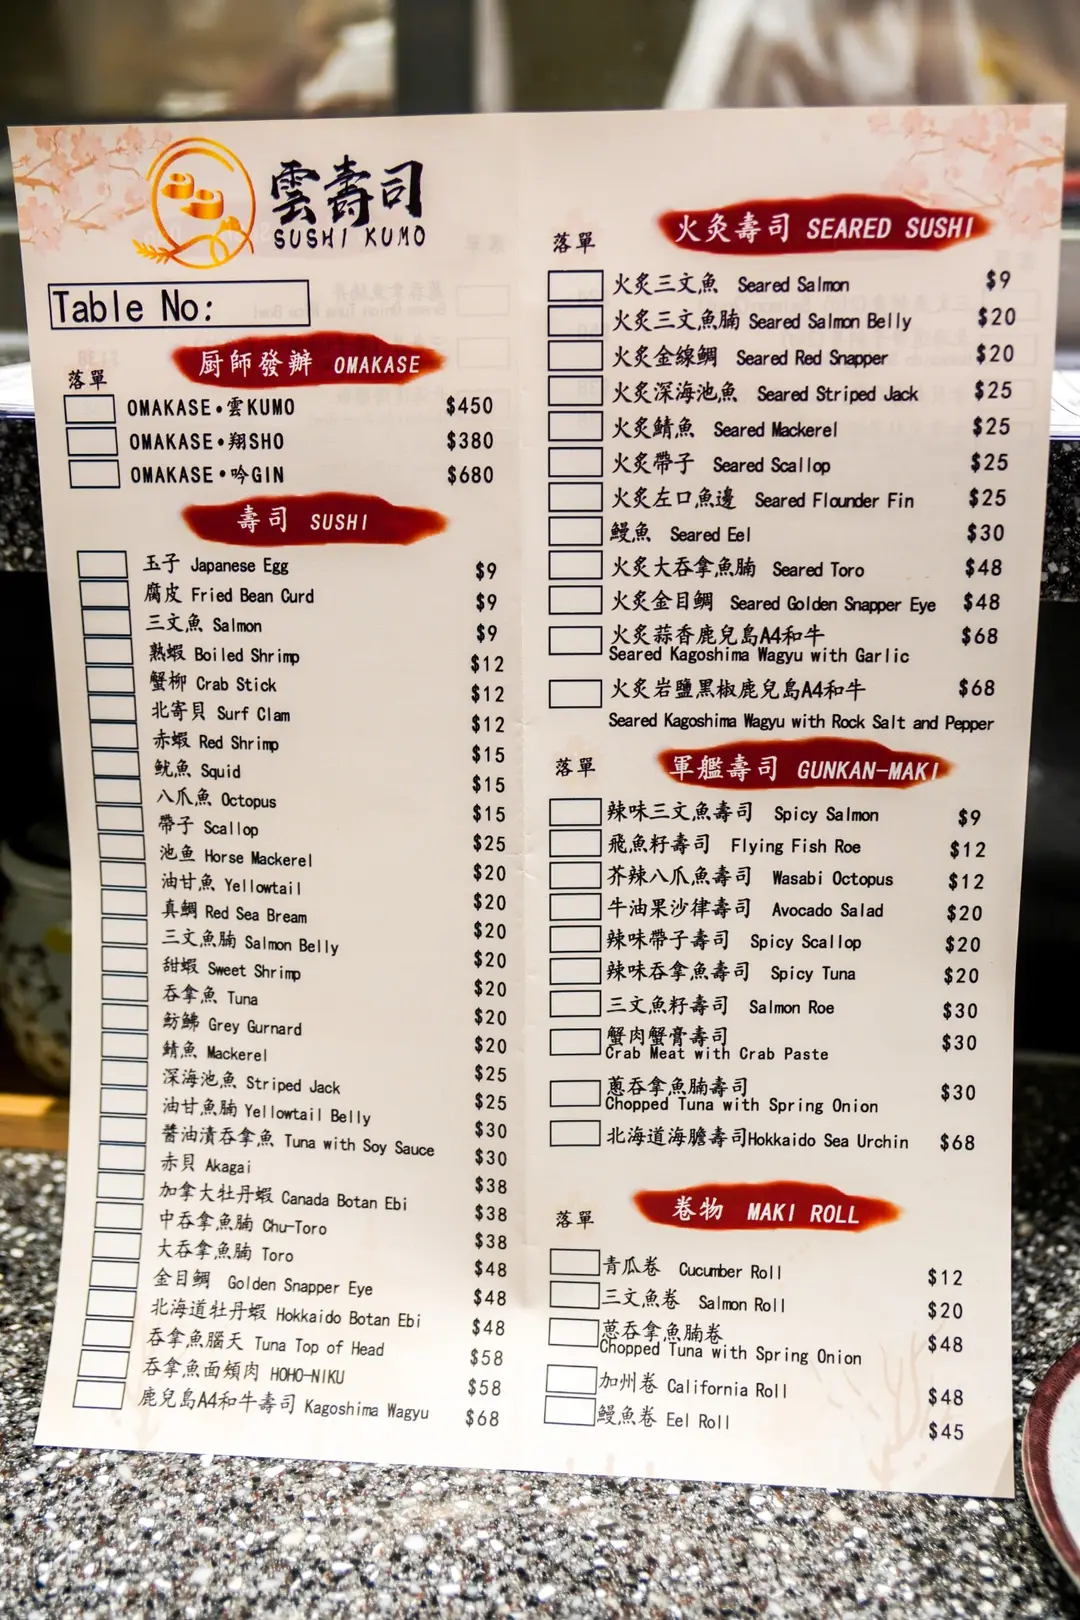 雲壽司
SUSHI KUMO
Table No:
厨師發辦 OMAKASE
落單
OMAKASE•雲KUMO $450
OMAKASE•翔SHO $380
OMAKASE•吟GIN $680
壽司 SUSHI
玉子 Japanese Egg $9
腐皮 Fried Bean Curd $9
三文魚 Salmon $9
熟蝦 Boiled Shrimp $12
蟹柳 Crab Stick $12
北寄貝 Surf Clam $12
赤蝦 Red Shrimp $15
魷魚 Squid $15
八爪魚 Octopus $15
帶子 Scallop $25
池魚 Horse Mackerel $20
油甘魚 Yellowtail $20
真鯛 Red Sea Bream $20
三文魚腩 Salmon Belly $20
甜蝦 Sweet Shrimp $20
吞拿魚 Tuna $20
魴鮄 Grey Gurnard $20
鯖魚 Mackerel $25
深海池魚 Striped Jack $25
油甘魚腩 Yellowtail Belly $30
醬油漬吞拿魚 Tuna with Soy Sauce $30
赤貝 Akagai $38
加拿大牡丹蝦 Canada Botan Ebi $38
中吞拿魚腩 Chu-Toro $38
大吞拿魚腩 Toro $48
金目鯛 Golden Snapper Eye $48
北海道牡丹蝦 Hokkaido Botan Ebi $48
吞拿魚腦天 Tuna Top of Head $58
吞拿魚面頰肉 HOHO-NIKU $58
鹿兒島A4和牛壽司 Kagoshima Wagyu $68
火灸壽司 SEARED SUSHI
落單
火炙三文魚 Seared Salmon $9
火炙三文魚腩 Seared Salmon Belly $20
火炙金線鯛 Seared Red Snapper $20
火炙深海池魚 Seared Striped Jack $25
火炙鯖魚 Seared Mackerel $25
火炙帶子 Seared Scallop $25
火炙左口魚邊 Seared Flounder Fin $25
鰻魚 Seared Eel $30
火炙大吞拿魚腩 Seared Toro $48
火炙金目鯛 Seared Golden Snapper Eye $48
火炙蒜香鹿兒島A4和牛 $68
Seared Kagoshima Wagyu with Garlic
火炙岩鹽黑椒鹿兒島A4和牛 $68
Seared Kagoshima Wagyu with Rock Salt and Pepper
落單
軍艦壽司 GUNKAN-MAKI
辣味三文魚壽司 Spicy Salmon $9
飛魚籽壽司 Flying Fish Roe $12
芥辣八爪魚壽司 Wasabi Octopus $12
牛油果沙律壽司 Avocado Salad $20
辣味帶子壽司 Spicy Scallop $20
辣味吞拿魚壽司 Spicy Tuna $20
三文魚籽壽司 Salmon Roe $30
蟹肉蟹膏壽司 $30
Crab Meat with Crab Paste
蔥吞拿魚腩壽司 $30
Chopped Tuna with Spring Onion
北海道海膽壽司Hokkaido Sea Urchin $68
落單
卷物 MAKI ROLL
青瓜卷 Cucumber Roll $12
三文魚卷 Salmon Roll $20
蔥吞拿魚腩卷 $48
Chopped Tuna with Spring Onion
加州卷 California Roll $48
鰻魚卷 Eel Roll $45